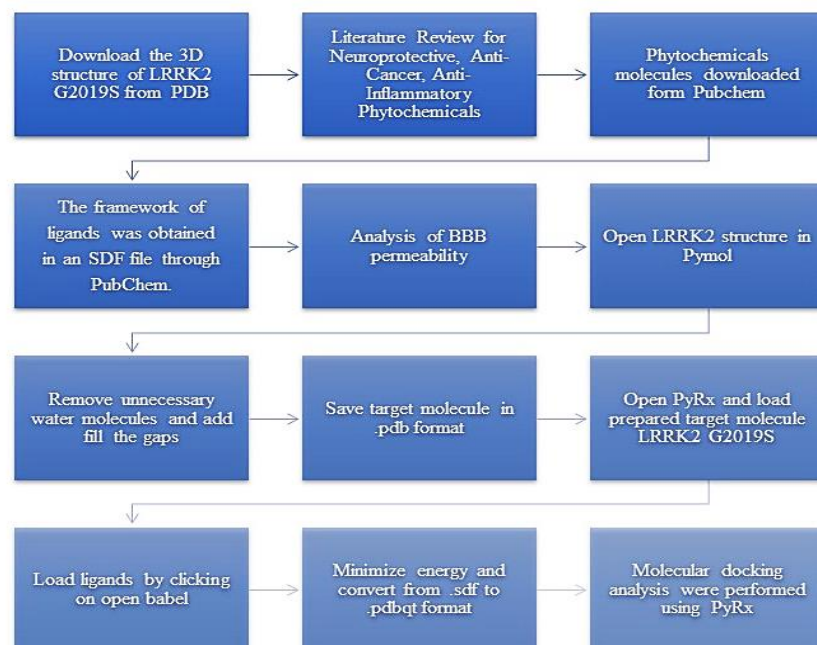 Download the 3D
structure of LRRK2
G2019S from PDB
Literature Review for
Neuroprotective, Anti-
Cancer, Anti-
Inflammatory
Phytochemicals
Phytochemicals
molecules downloaded
form Pubchem
The framework of
ligands was obtained
in an SDF file through
PubChem.
Analysis of BBB
permeability
Open LRRK2 structure in
Pymol
Remove unnecessary
water molecules and add
fill the gaps
Save target molecule in
.pdb format
Open PyRx and load
prepared target molecule
LRRK2 G2019S
Load ligands by clicking
on open babel
Minimize energy and
convert from .sdf to
.pdbqt format
Molecular docking
analysis were performed
using PyRx